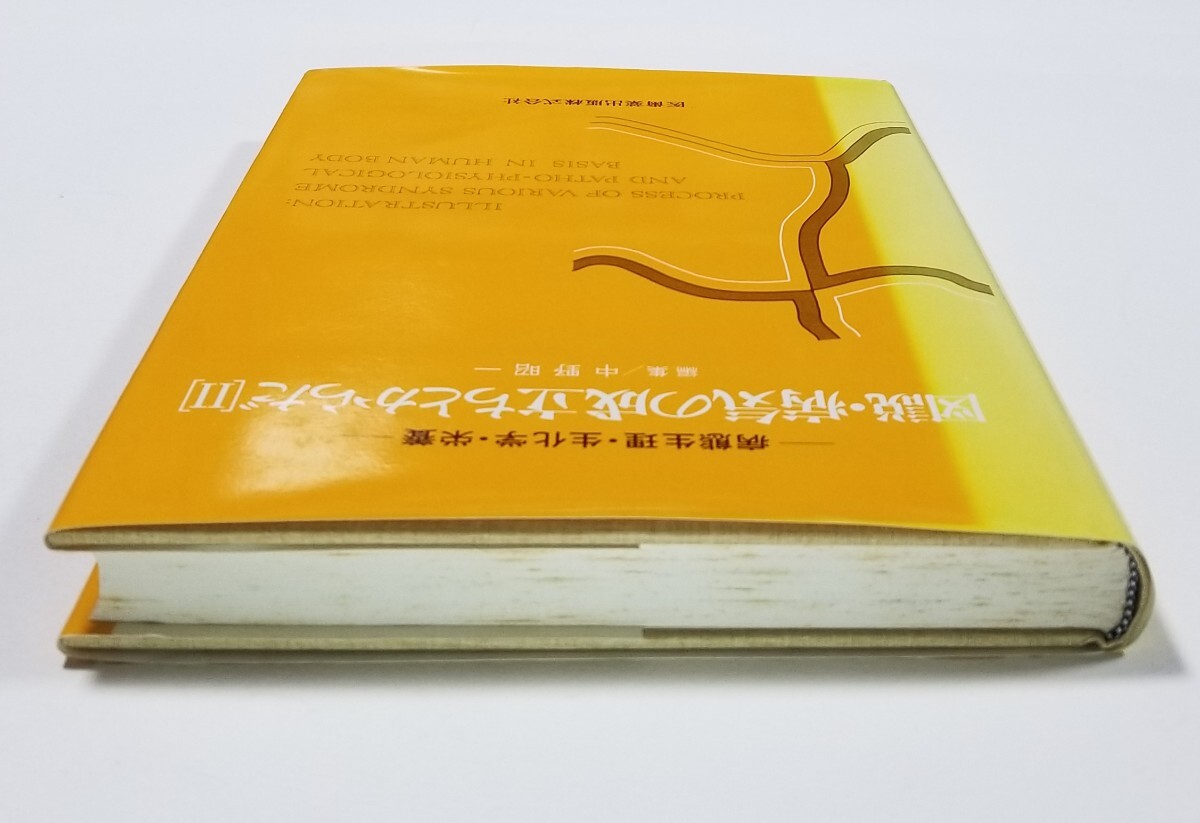 ―病態生理・生化学・栄養―
図説・病気の成立ちとからだ[II]
編集/中野昭一
ILLUSTRATION:
PROCESS OF VARIOUS SYNDROME
AND PATHO-PHYSIOLOGICAL
BASIS IN HUMAN BODY
医歯薬出版株式会社